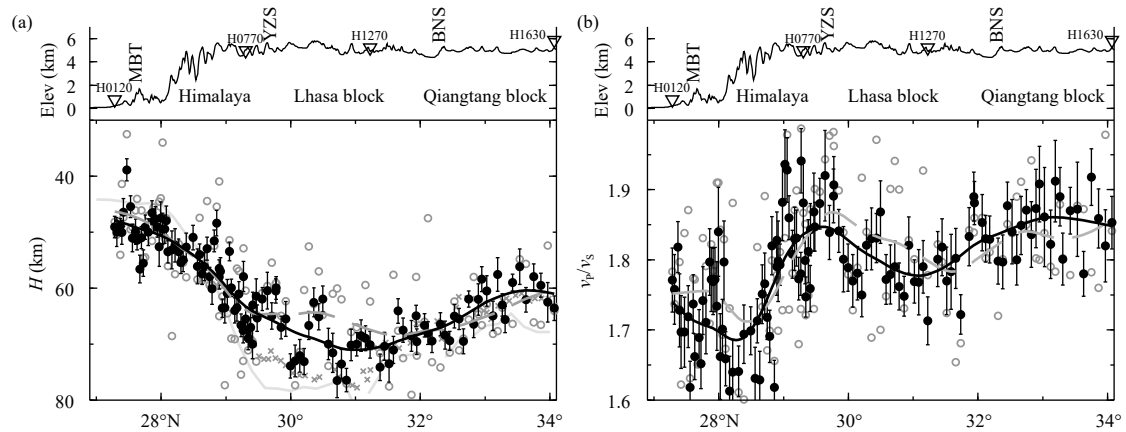 (a)
Elev (km)
6
4
2
0
H0120
MBT
H0770
YZS
H1270
BNS
H1630
Himalaya
Lhasa block
Qiangtang block
H (km)
40
60
80
28°N
30°
32°
34°
(b)
Elev (km)
6
4
2
0
H0120
MBT
H0770
YZS
H1270
BNS
H1630
Himalaya
Lhasa block
Qiangtang block
vP/vS
1.9
1.8
1.7
1.6
28°N
30°
32°
34°